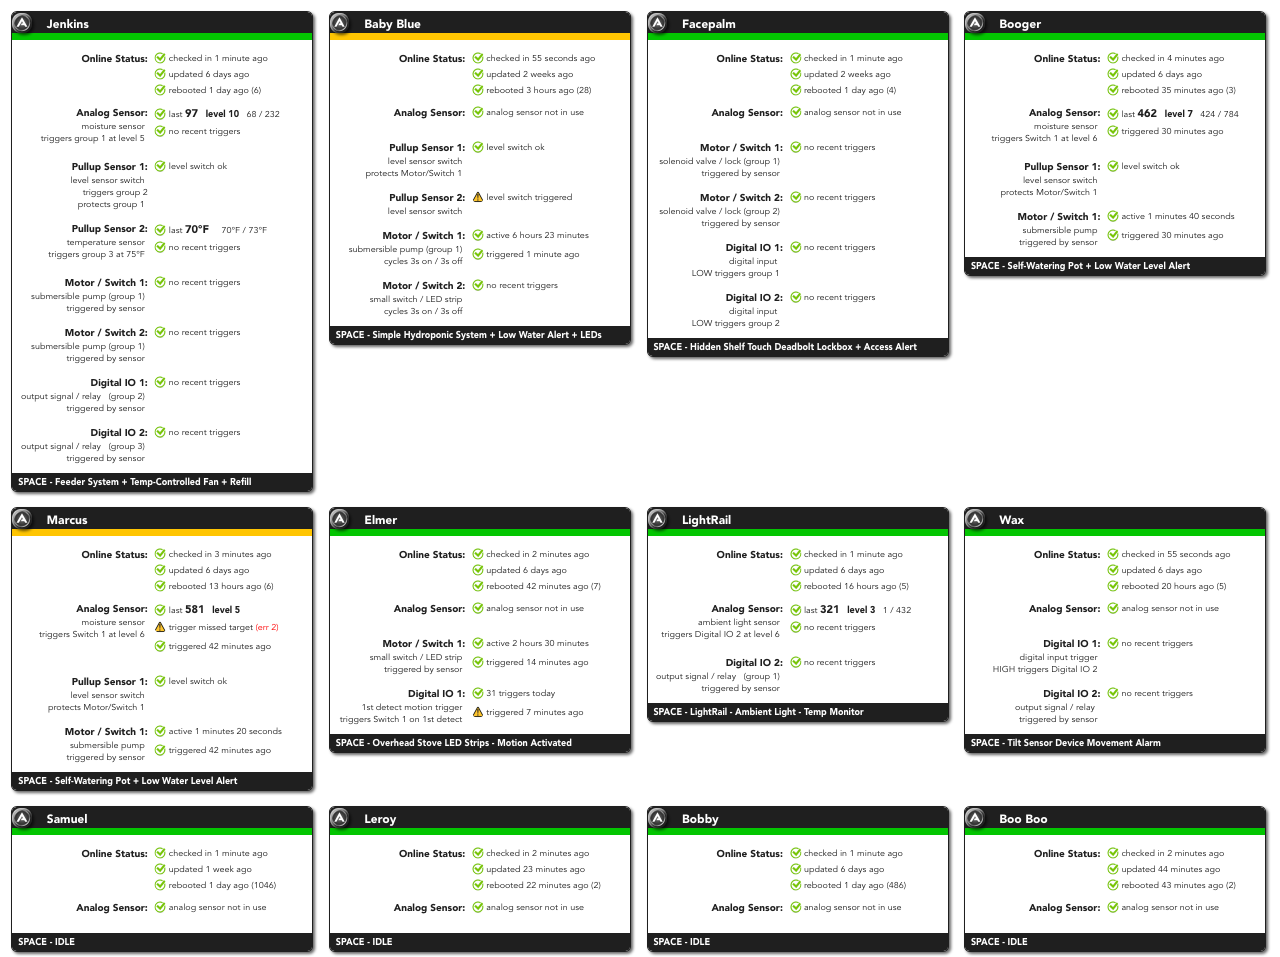 Jenkins
Online Status: checked in 1 minute ago
updated 6 days ago
rebooted 1 day ago (6)
Analog Sensor: last 97 level 10 68 / 232
moisture sensor
triggers group 1 at level 5
no recent triggers
Pullup Sensor 1: level switch ok
level sensor switch
triggers group 2
protects group 1
Pullup Sensor 2: last 70°F 70°F / 73°F
temperature sensor
triggers group 3 at 75°F
no recent triggers
Motor / Switch 1: no recent triggers
submersible pump (group 1)
triggered by sensor
Motor / Switch 2: no recent triggers
submersible pump (group 1)
triggered by sensor
Digital IO 1: no recent triggers
output signal / relay (group 2)
triggered by sensor
Digital IO 2: no recent triggers
output signal / relay (group 3)
triggered by sensor
SPACE - Feeder System + Temp-Controlled Fan + Refill
Baby Blue
Online Status: checked in 55 seconds ago
updated 2 weeks ago
rebooted 3 hours ago (28)
Analog Sensor: analog sensor not in use
Pullup Sensor 1: level switch ok
level sensor switch
protects Motor/Switch 1
Pullup Sensor 2: level switch triggered
level sensor switch
Motor / Switch 1: active 6 hours 23 minutes
submersible pump (group 1)
cycles 3s on / 3s off
triggered 1 minute ago
Motor / Switch 2: no recent triggers
small switch / LED strip
cycles 3s on / 3s off
SPACE - Simple Hydroponic System + Low Water Alert + LEDs
Facepalm
Online Status: checked in 1 minute ago
updated 2 weeks ago
rebooted 1 day ago (4)
Analog Sensor: analog sensor not in use
Motor / Switch 1: no recent triggers
solenoid valve / lock (group 1)
triggered by sensor
Motor / Switch 2: no recent triggers
solenoid valve / lock (group 2)
triggered by sensor
Digital IO 1: no recent triggers
digital input
LOW triggers group 1
Digital IO 2: no recent triggers
digital input
LOW triggers group 2
SPACE - Hidden Shelf Touch Deadbolt Lockbox + Access Alert
Booger
Online Status: checked in 4 minutes ago
updated 6 days ago
rebooted 35 minutes ago (3)
Analog Sensor: last 462 level 7 424 / 784
moisture sensor
triggers Switch 1 at level 6
triggered 30 minutes ago
Pullup Sensor 1: level switch ok
level sensor switch
protects Motor/Switch 1
Motor / Switch 1: active 1 minutes 40 seconds
submersible pump
triggered by sensor
triggered 30 minutes ago
SPACE - Self-Watering Pot + Low Water Level Alert
Marcus
Online Status: checked in 3 minutes ago
updated 6 days ago
rebooted 13 hours ago (6)
Analog Sensor: last 581 level 5
moisture sensor
triggers Switch 1 at level 6
trigger missed target (err 2)
triggered 42 minutes ago
Pullup Sensor 1: level switch ok
level sensor switch
protects Motor/Switch 1
Motor / Switch 1: active 1 minutes 20 seconds
submersible pump
triggered by sensor
triggered 42 minutes ago
SPACE - Self-Watering Pot + Low Water Level Alert
Elmer
Online Status: checked in 2 minutes ago
updated 6 days ago
rebooted 42 minutes ago (7)
Analog Sensor: analog sensor not in use
Motor / Switch 1: active 2 hours 30 minutes
small switch / LED strip
triggered by sensor
triggered 14 minutes ago
Digital IO 1: 31 triggers today
1st detect motion trigger
triggers Switch 1 on 1st detect
triggered 7 minutes ago
SPACE - Overhead Stove LED Strips - Motion Activated
LightRail
Online Status: checked in 1 minute ago
updated 6 days ago
rebooted 16 hours ago (5)
Analog Sensor: last 321 level 3 1 / 432
ambient light sensor
triggers Digital IO 2 at level 6
no recent triggers
Digital IO 2: no recent triggers
output signal / relay (group 1)
triggered by sensor
SPACE - LightRail - Ambient Light - Temp Monitor
Wax
Online Status: checked in 55 seconds ago
updated 6 days ago
rebooted 20 hours ago (5)
Analog Sensor: analog sensor not in use
Digital IO 1: no recent triggers
digital input trigger
HIGH triggers Digital IO 2
Digital IO 2: no recent triggers
output signal / relay
triggered by sensor
SPACE - Tilt Sensor Device Movement Alarm
Samuel
Online Status: checked in 1 minute ago
updated 1 week ago
rebooted 1 day ago (1046)
Analog Sensor: analog sensor not in use
SPACE - IDLE
Leroy
Online Status: checked in 2 minutes ago
updated 23 minutes ago
rebooted 22 minutes ago (2)
Analog Sensor: analog sensor not in use
SPACE - IDLE
Bobby
Online Status: checked in 1 minute ago
updated 6 days ago
rebooted 1 day ago (486)
Analog Sensor: analog sensor not in use
SPACE - IDLE
Boo Boo
Online Status: checked in 2 minutes ago
updated 44 minutes ago
rebooted 43 minutes ago (2)
Analog Sensor: analog sensor not in use
SPACE - IDLE